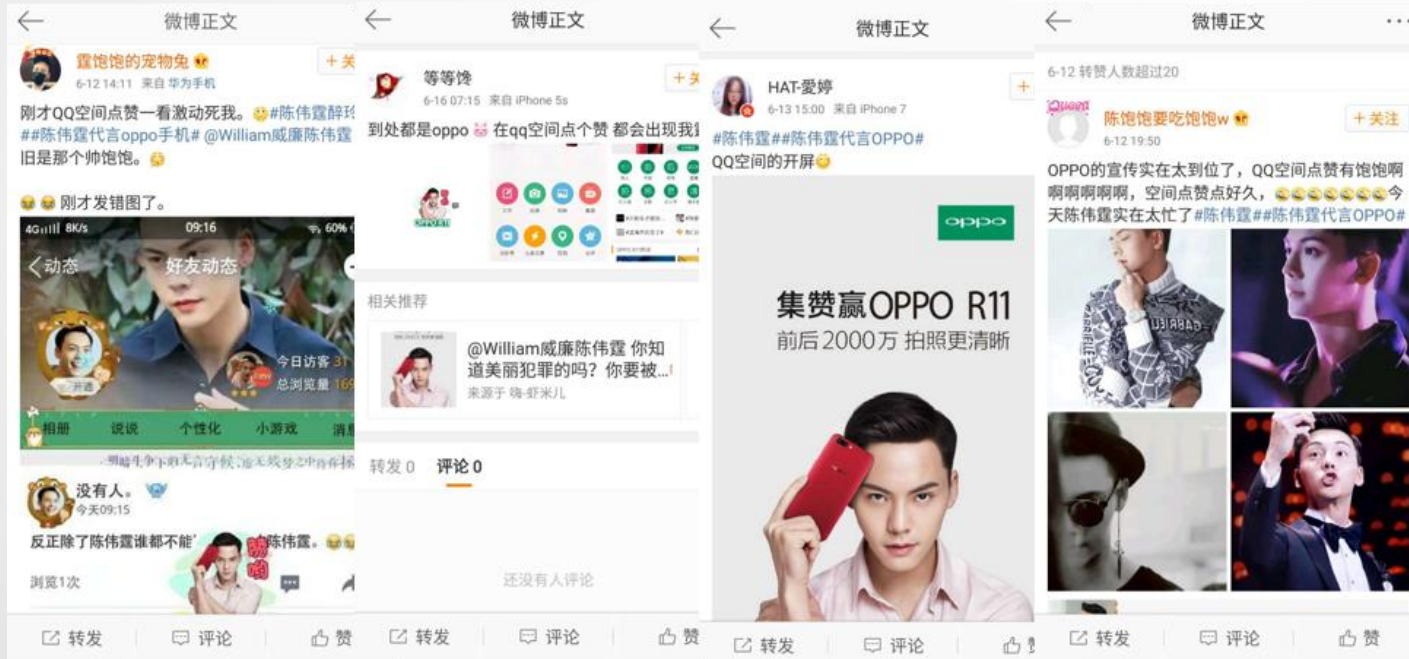 微博正文
霆饱饱的宠物兔
+关
6-12 14:11 来自 华为手机
刚才QQ空间点赞一看激动死我。#陈伟霆醉玲
##陈伟霆代言oppo手机# @William威廉陈伟霆
旧是那个帅饱饱。
刚才发错图了。
4G 8K/s 09:16 60%
动态 好友动态
今日访客 31
开通
总浏览量 169
相册 说说 个性化 小游戏 消息
没有人。
今天09:15
反正除了陈伟霆谁都不能 陈伟霆。
赞哟
浏览1次
转发 评论 赞
微博正文
等等馋
+关
6-16 07:15 来自 iPhone 5s
到处都是oppo 在qq空间点个赞 都会出现我
OPPO R11
相关推荐
@William威廉陈伟霆 你知
道美丽犯罪的吗？你要被...
来源于 嗨-虾米儿
转发 0 评论 0
还没有人评论
转发 评论 赞
微博正文
HAT-愛婷
+
6-13 15:00 来自 iPhone 7
#陈伟霆##陈伟霆代言OPPO#
QQ空间的开屏
oppo
集赞赢OPPO R11
前后2000万 拍照更清晰
转发 评论
微博正文 ...
6-12 转赞人数超过20
Queen
陈饱饱要吃饱饱w
+关注
6-12 19:50
OPPO的宣传实在太到位了，QQ空间点赞有饱饱啊
啊啊啊啊啊，空间点赞点好久，今
天陈伟霆实在太忙了#陈伟霆##陈伟霆代言OPPO#
转发 评论 赞